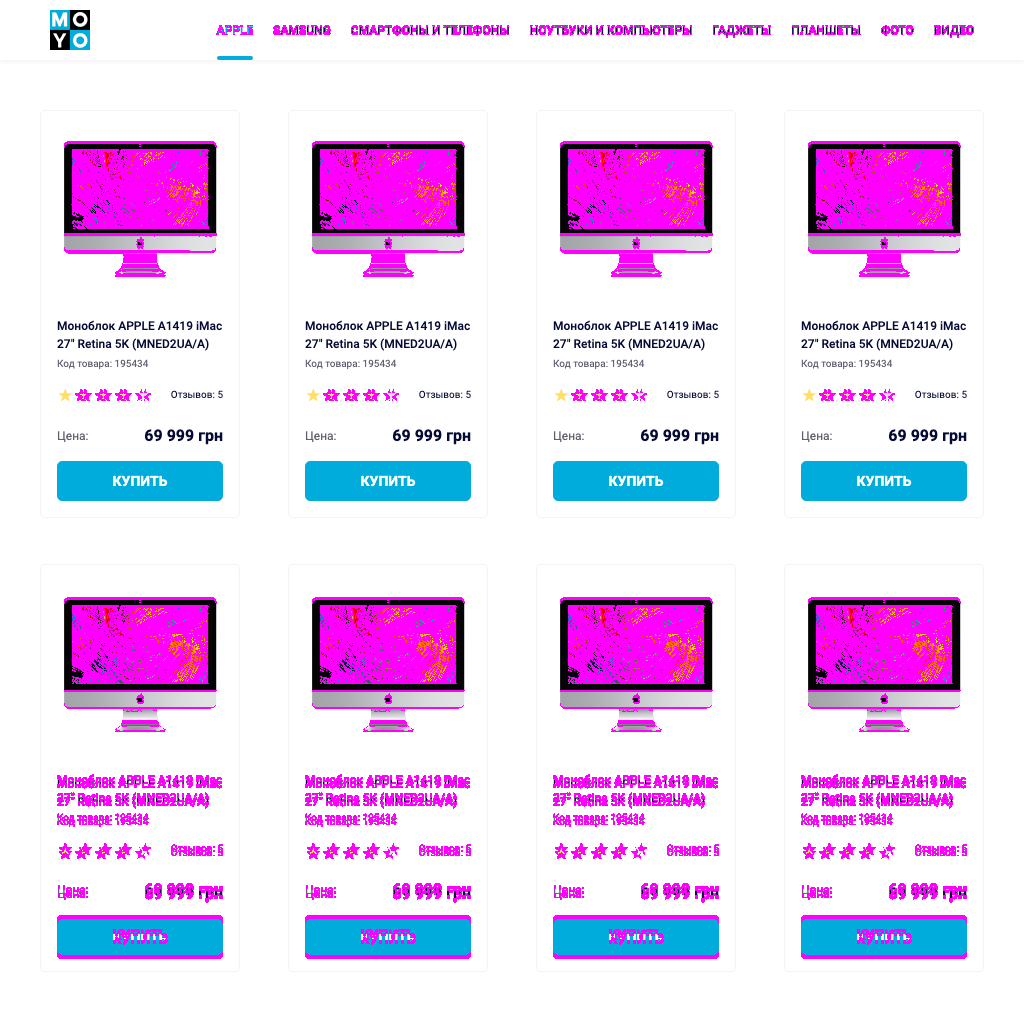 MO
YO
APPLE SAMSUNG СМАРТФОНЫ И ТЕЛЕФОНЫ НОУТБУКИ И КОМПЬЮТЕРЫ ГАДЖЕТЫ ПЛАНШЕТЫ ФОТО ВИДЕО
Моноблок APPLE A1419 iMac
27" Retina 5K (MNED2UA/A)
Код товара: 195434
Отзывов: 5
Цена: 69 999 грн
КУПИТЬ
Моноблок APPLE A1419 iMac
27" Retina 5K (MNED2UA/A)
Код товара: 195434
Отзывов: 5
Цена: 69 999 грн
КУПИТЬ
Моноблок APPLE A1419 iMac
27" Retina 5K (MNED2UA/A)
Код товара: 195434
Отзывов: 5
Цена: 69 999 грн
КУПИТЬ
Моноблок APPLE A1419 iMac
27" Retina 5K (MNED2UA/A)
Код товара: 195434
Отзывов: 5
Цена: 69 999 грн
КУПИТЬ
Моноблок APPLE A1419 iMac
27" Retina 5K (MNED2UA/A)
Код товара: 195434
Отзывов: 5
Цена: 69 999 грн
КУПИТЬ
Моноблок APPLE A1419 iMac
27" Retina 5K (MNED2UA/A)
Код товара: 195434
Отзывов: 5
Цена: 69 999 грн
КУПИТЬ
Моноблок APPLE A1419 iMac
27" Retina 5K (MNED2UA/A)
Код товара: 195434
Отзывов: 5
Цена: 69 999 грн
КУПИТЬ
Моноблок APPLE A1419 iMac
27" Retina 5K (MNED2UA/A)
Код товара: 195434
Отзывов: 5
Цена: 69 999 грн
КУПИТЬ